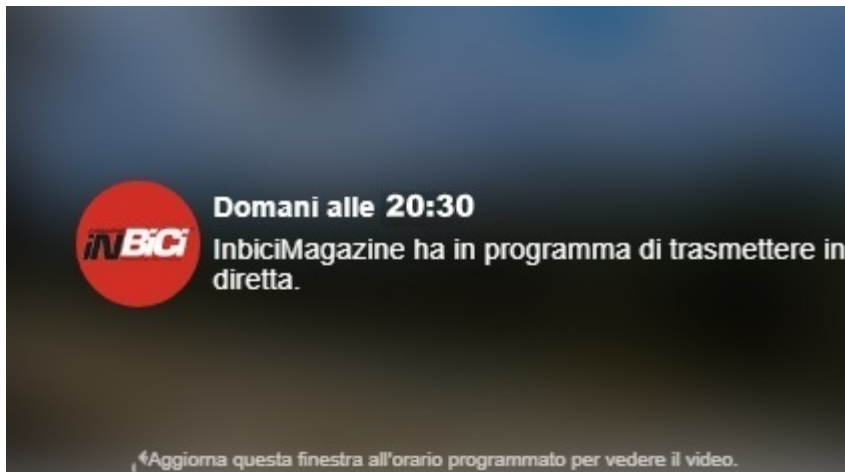 Domani alle 20:30
inBiCi
InbiciMagazine ha in programma di trasmettere in
diretta.
Aggiorna questa finestra all'orario programmato per vedere il video.